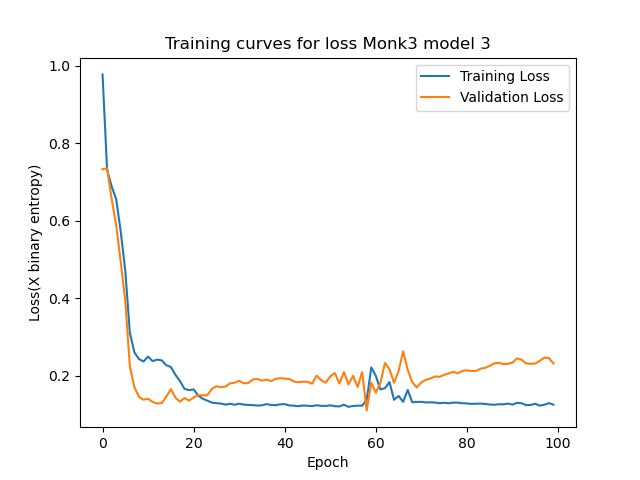 Training curves for loss Monk3 model 3
Training Loss
Validation Loss
Loss(X binary entropy)
1.0
0.8
0.6
0.4
0.2
0
20
40
60
80
100
Epoch